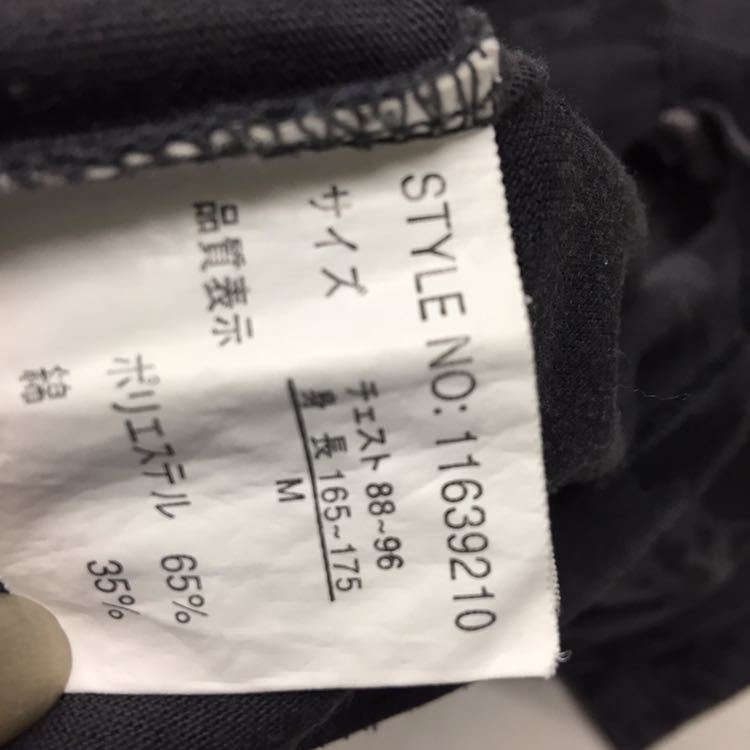 STYLE NO: 11639210
サイズ チェスト 88~96
身 長 165~175
M
品質表示
ポリエステル 65%
綿 35%